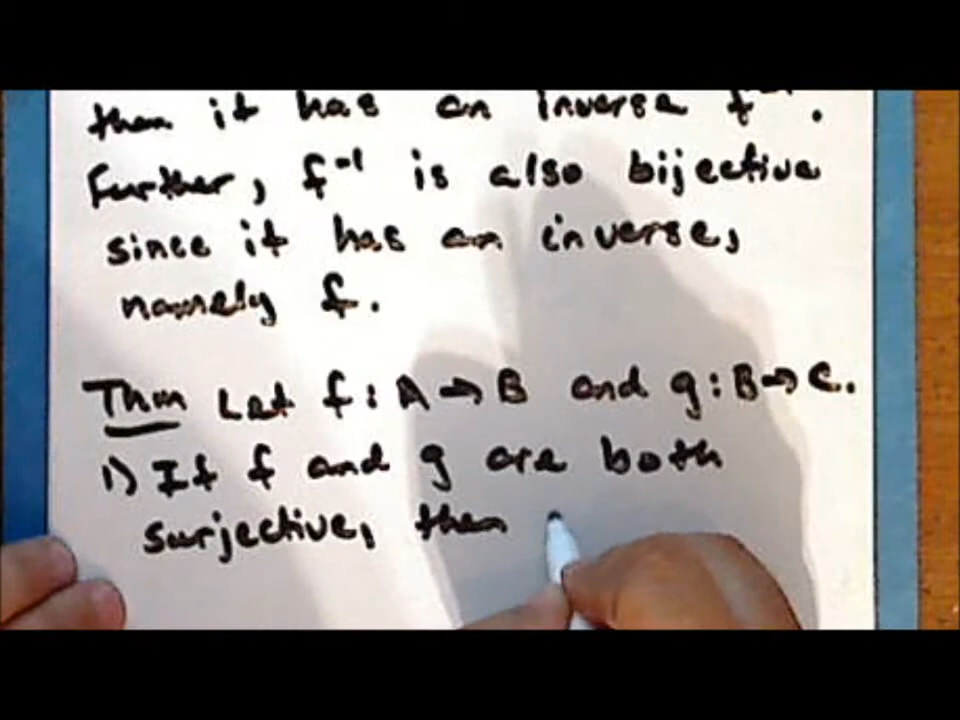 then it has an inverse f⁻¹.
Further, f⁻¹ is also bijective
since it has an inverse,
namely f.
Thm Let f: A → B and g: B → C.
1) If f and g are both
surjective, then